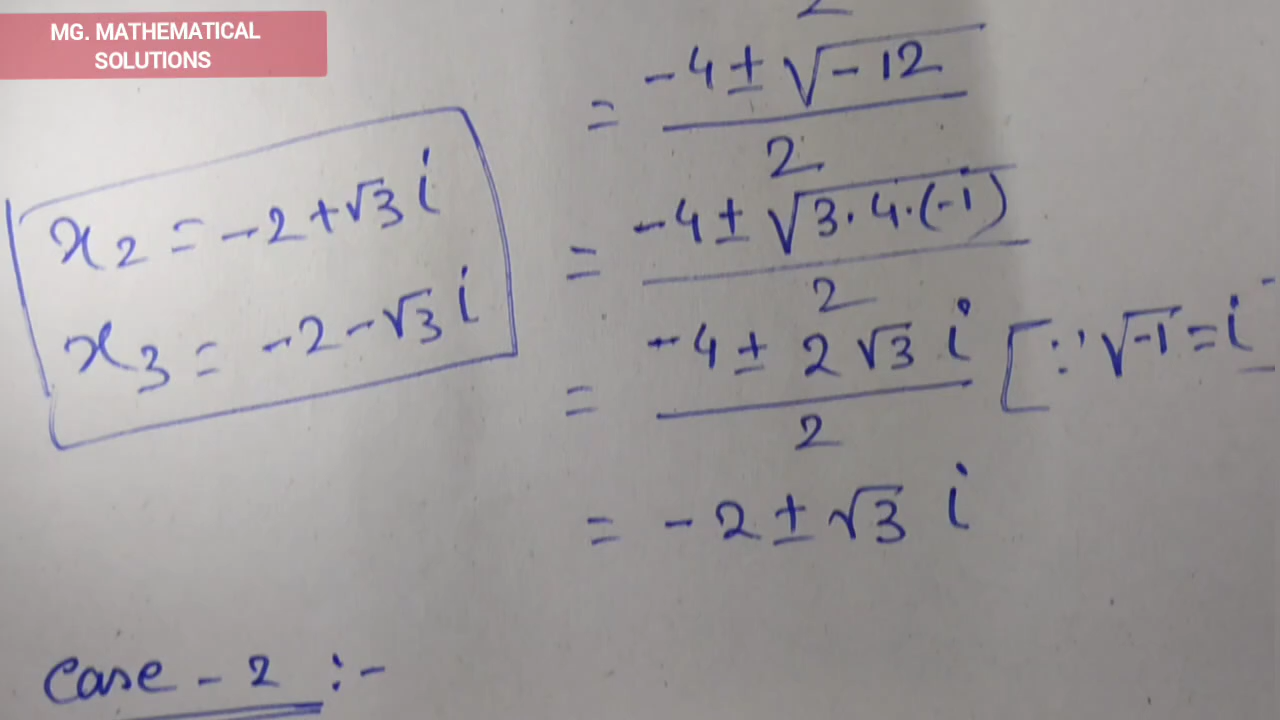 MG. MATHEMATICAL
SOLUTIONS
= (-4 ± √-12) / 2
= (-4 ± √3·4·(-1)) / 2
= (-4 ± 2√3 i) / 2 [∵ √-1 = i
= -2 ± √3 i
x₂ = -2 + √3 i
x₃ = -2 - √3 i
Case - 2 :-